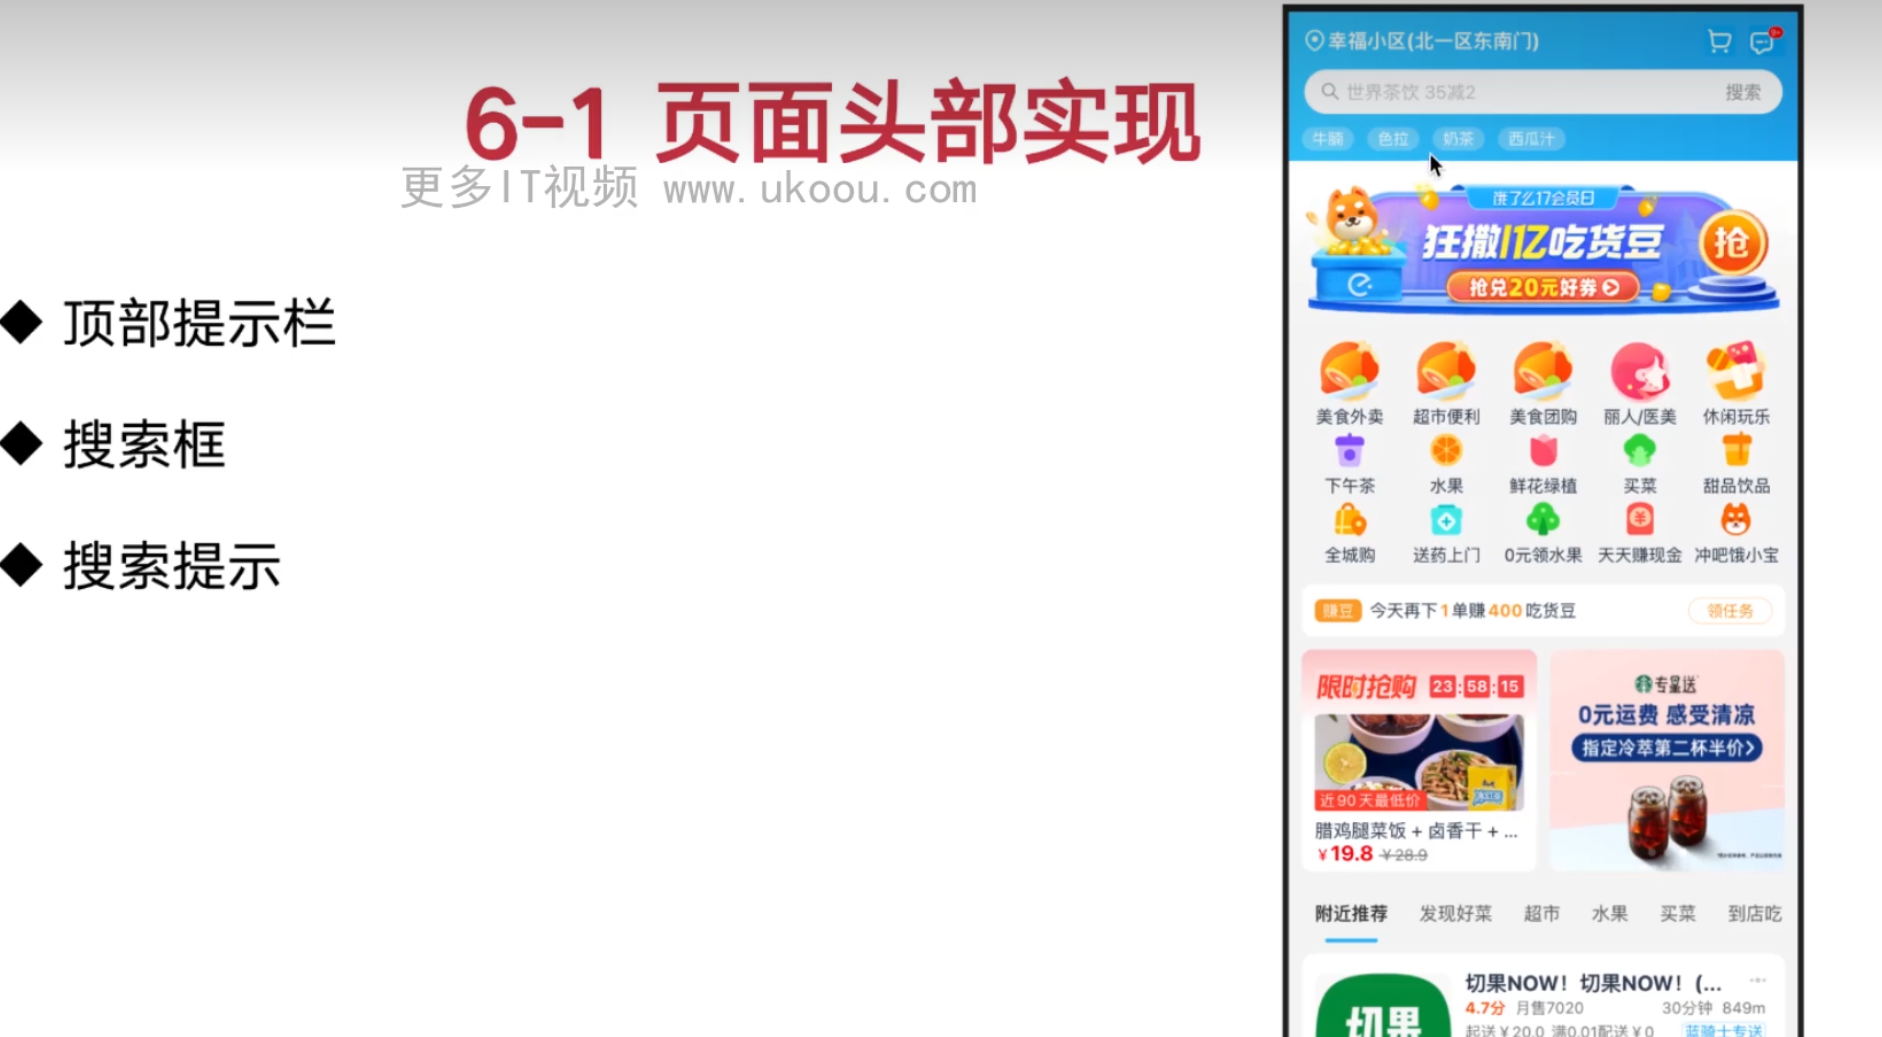 6-1 页面头部实现
更多IT视频 www.ukoou.com
顶部提示栏
搜索框
搜索提示
幸福小区(北一区东南门)
9+
世界茶饮 35减2 搜索
牛腩 色拉 奶茶 西瓜汁
饿了么17会员日
狂撒1亿吃货豆
抢
抢兑20元好券
美食外卖 超市便利 美食团购 丽人/医美 休闲玩乐
下午茶 水果 鲜花绿植 买菜 甜品饮品
全城购 送药上门 0元领水果 天天赚现金 冲吧饿小宝
赚豆 今天再下1单赚400吃货豆 领任务
限时抢购 23:58:15
近90天最低价
腊鸡腿菜饭 + 卤香干 + ...
¥19.8 ¥28.9
专星送
0元运费 感受清凉
指定冷萃第二杯半价>
附近推荐 发现好菜 超市 水果 买菜 到店吃
切果
切果NOW! 切果NOW! (...
4.7分 月售7020 30分钟 849m
起送¥20.0 满0.01配送¥0 蓝骑士专送